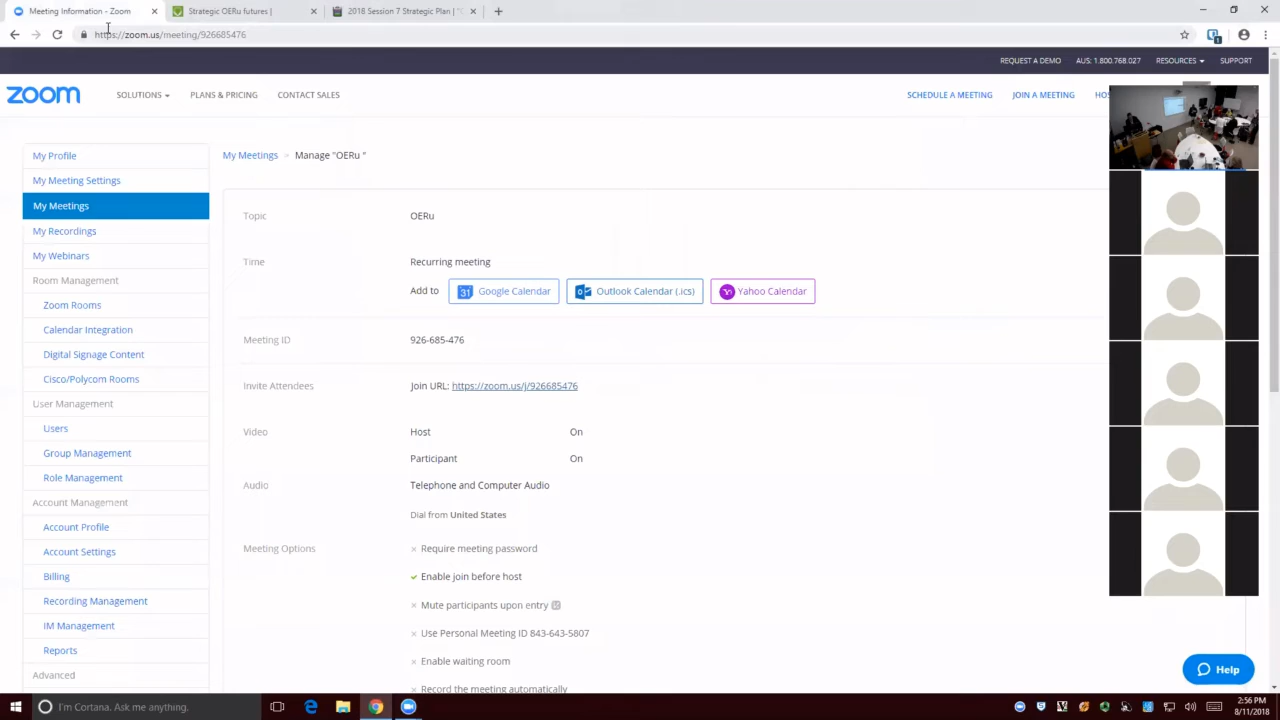 Meeting Information - Zoom
Strategic OERu futures |
2018 Session 7 Strategic Plan | "O
https://zoom.us/meeting/926685476
REQUEST A DEMO AUS: 1.800.768.027 RESOURCES SUPPORT
zoom SOLUTIONS PLANS & PRICING CONTACT SALES SCHEDULE A MEETING JOIN A MEETING HOS
My Profile
My Meeting Settings
My Meetings
My Recordings
My Webinars
Room Management
Zoom Rooms
Calendar Integration
Digital Signage Content
Cisco/Polycom Rooms
User Management
Users
Group Management
Role Management
Account Management
Account Profile
Account Settings
Billing
Recording Management
IM Management
Reports
Advanced
My Meetings > Manage "OERu "
Topic OERu
Time Recurring meeting
Add to 31 Google Calendar Outlook Calendar (.ics) Yahoo Calendar
Meeting ID 926-685-476
Invite Attendees Join URL: https://zoom.us/j/926685476
Video Host On
Participant On
Audio Telephone and Computer Audio
Dial from United States
Meeting Options Require meeting password
Enable join before host
Mute participants upon entry
Use Personal Meeting ID 843-643-5807
Enable waiting room
Record the meeting automatically
Help
I'm Cortana. Ask me anything.
2:56 PM
8/11/2018